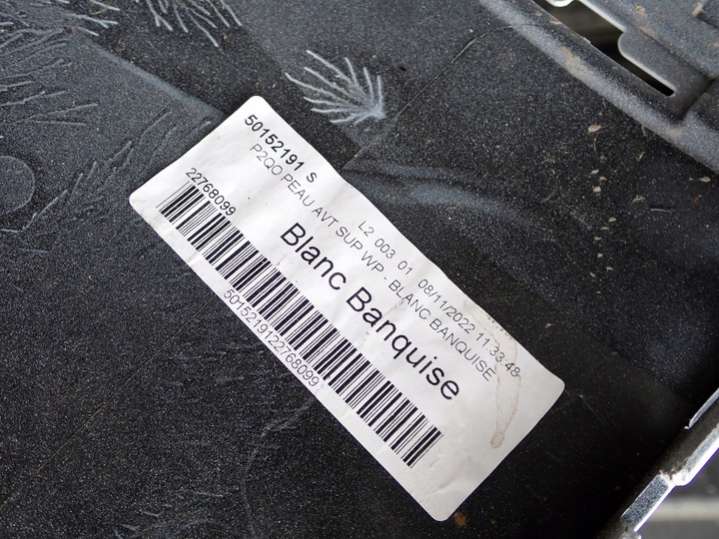 50152191 S
L2 003 01 08/11/2022 11:33:48
P2QO PEAU AVT SUP WP - BLANC BANQUISE
22768099
Blanc Banquise
5015219122768099